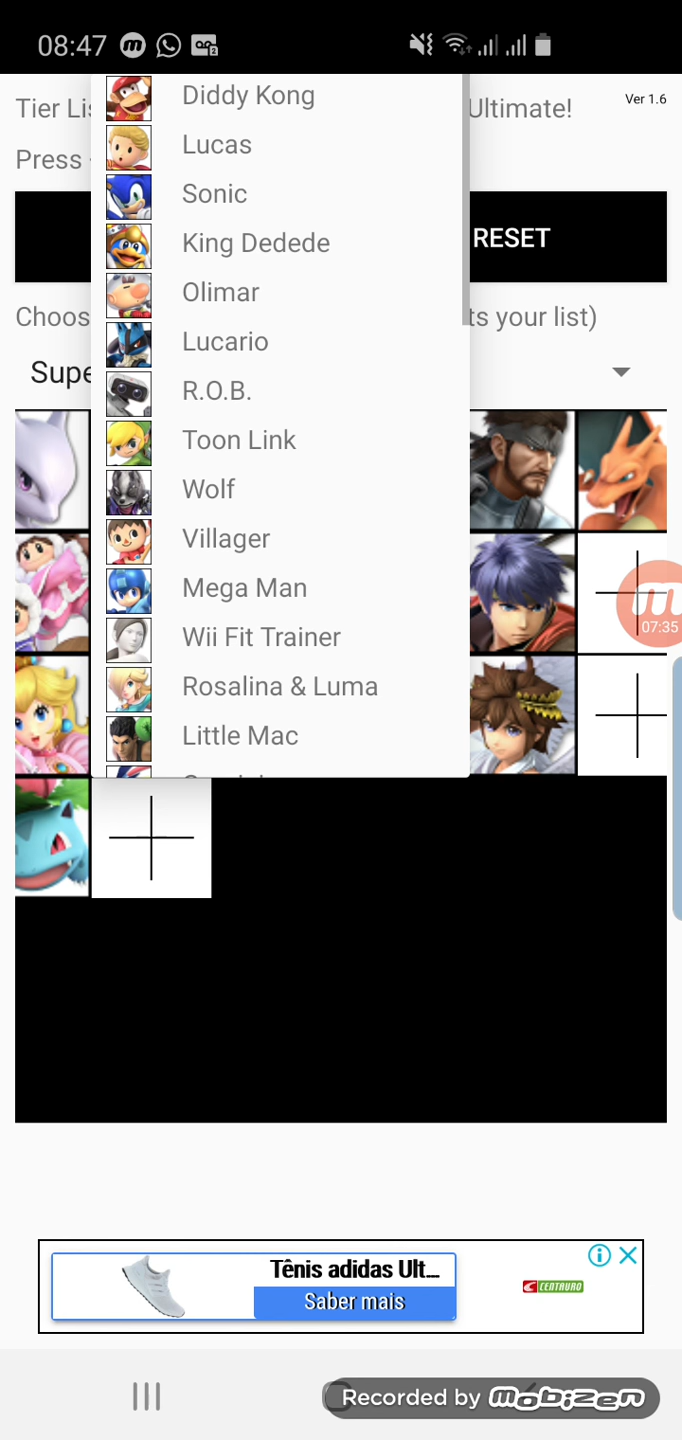 08:47
Tier Lis
Ultimate!
Ver 1.6
Press
RESET
Choos
ts your list)
Supe
Diddy Kong
Lucas
Sonic
King Dedede
Olimar
Lucario
R.O.B.
Toon Link
Wolf
Villager
Mega Man
Wii Fit Trainer
Rosalina & Luma
Little Mac
07:35
Tênis adidas Ult...
Saber mais
CENTAURO
Recorded by mobizen